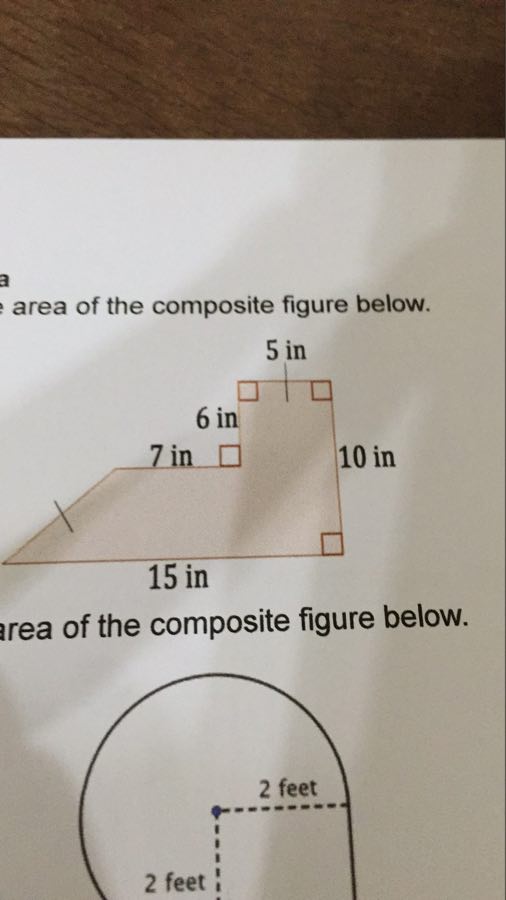 a
area of the composite figure below.
5 in
6 in
7 in
10 in
15 in
area of the composite figure below.
2 feet
2 feet